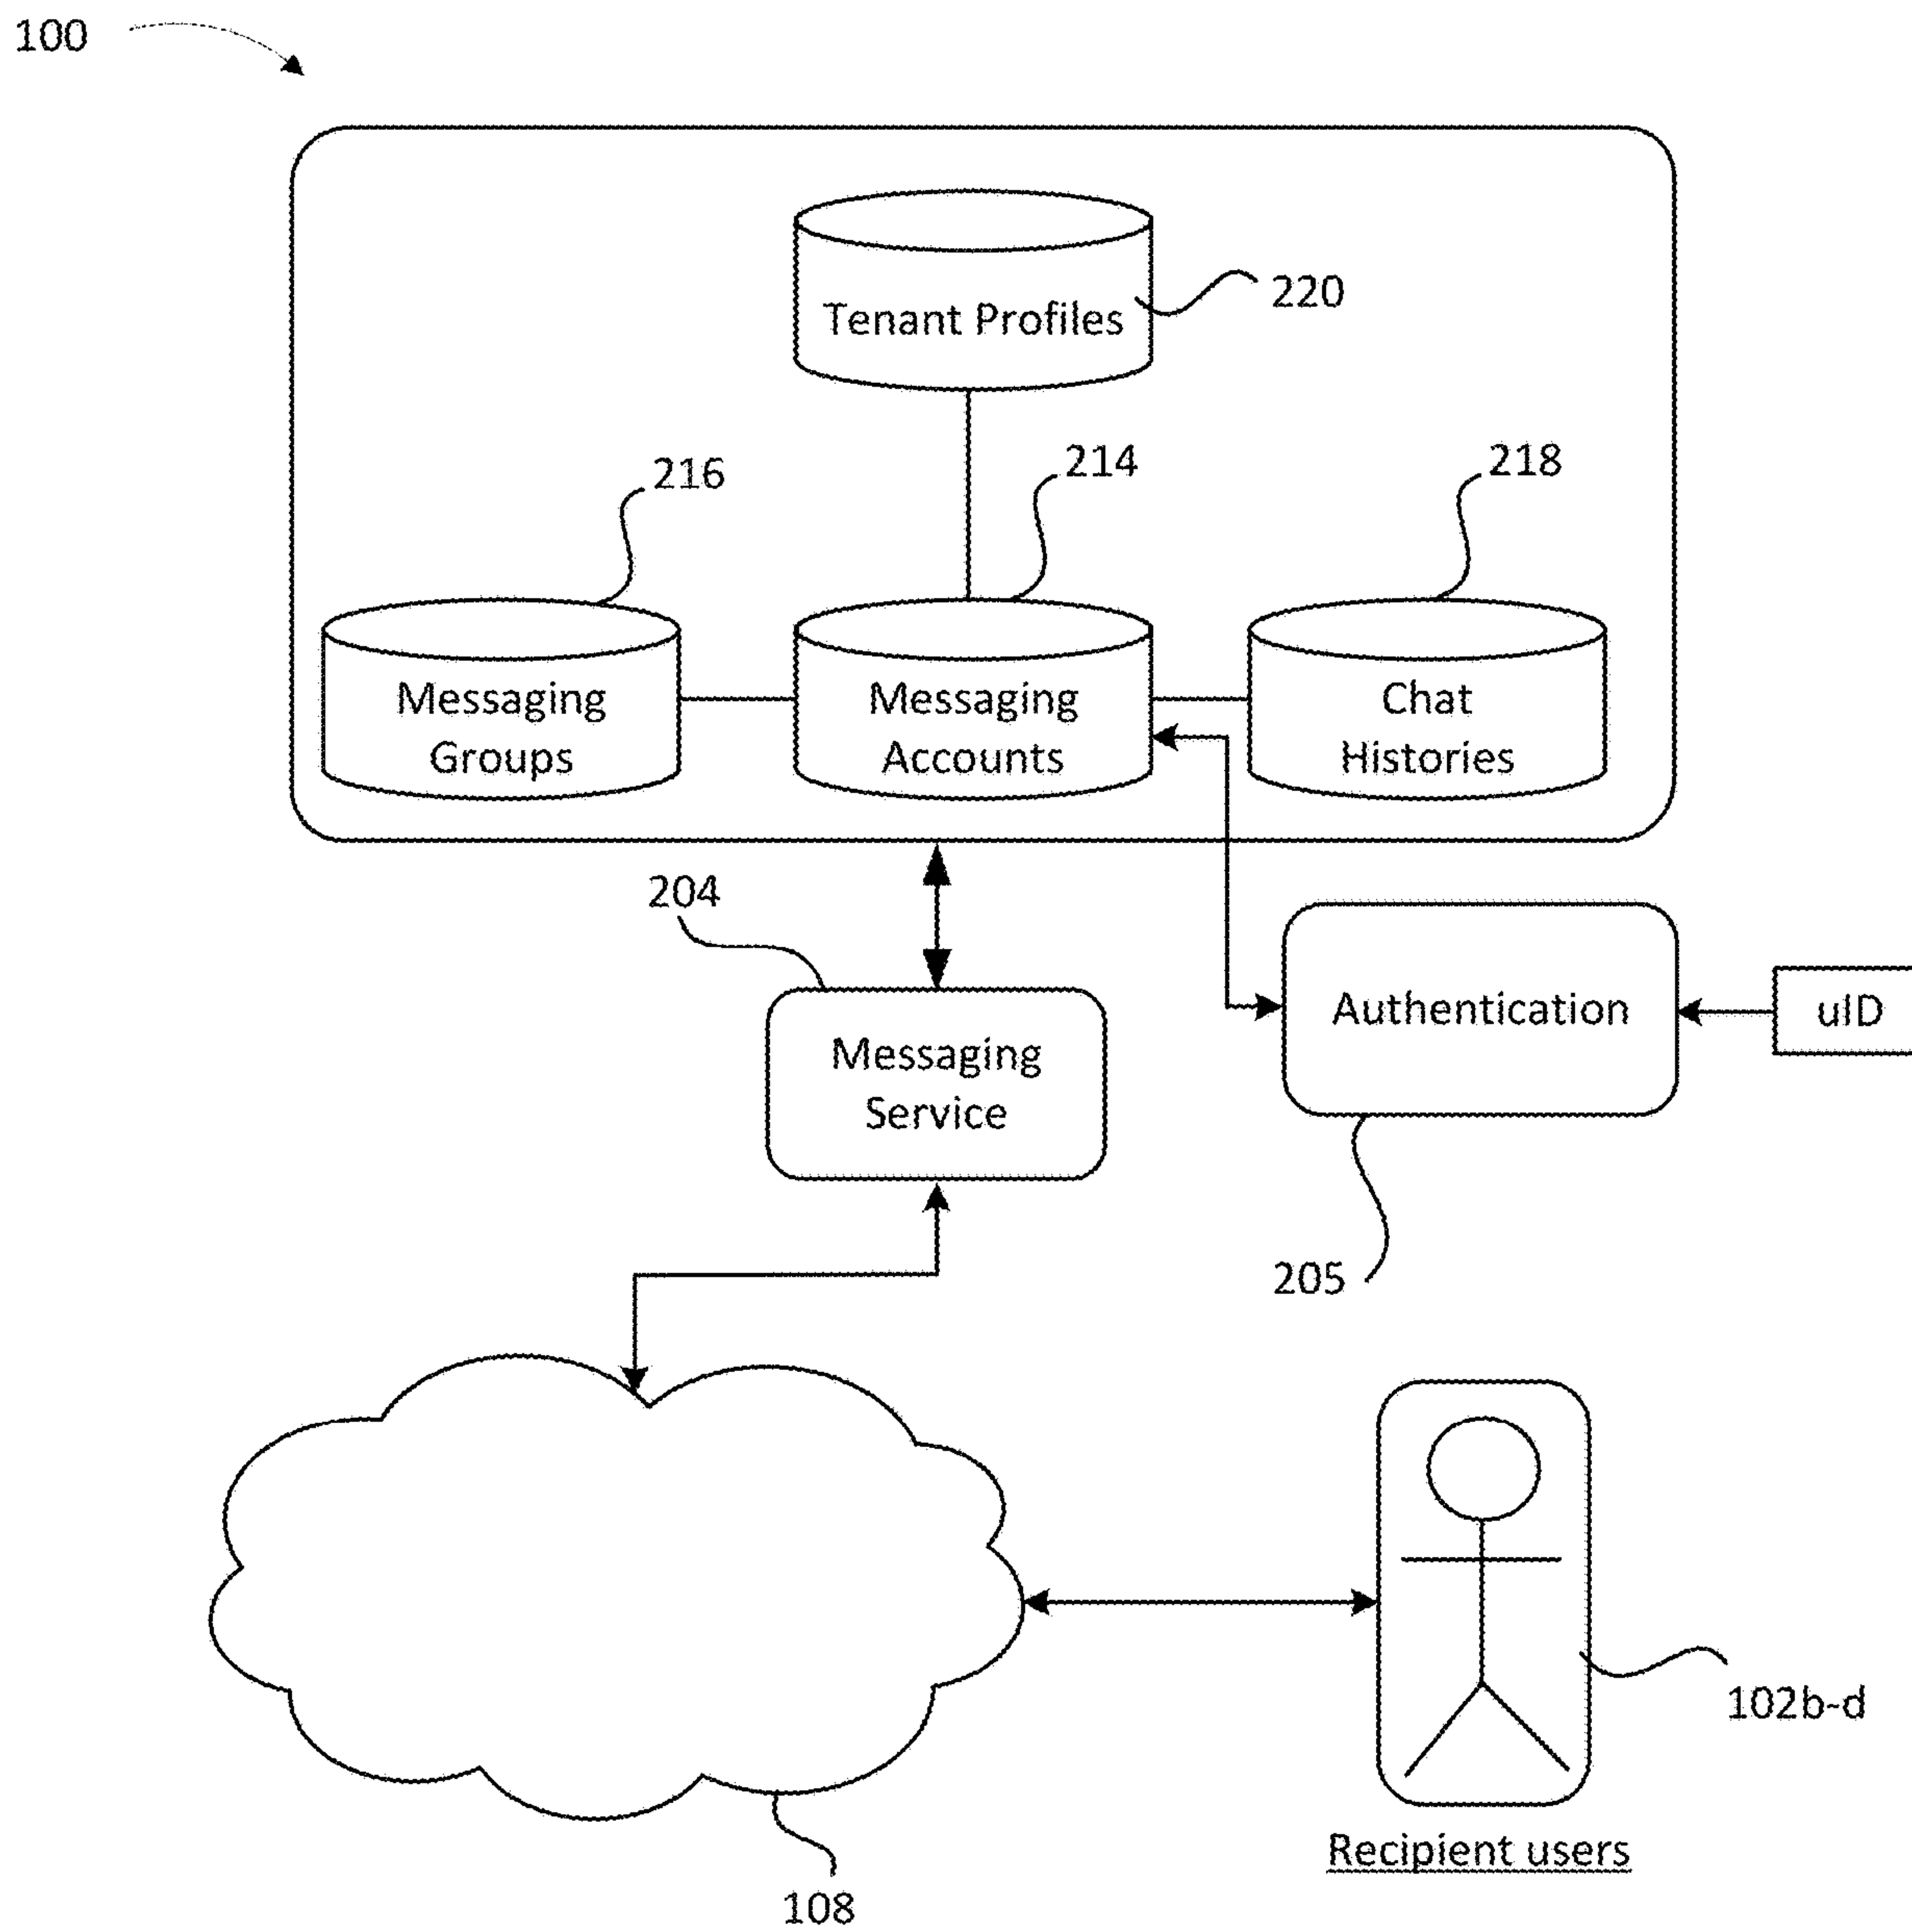 100
Tenant Profiles
220
216
214
218
Messaging
Groups
Messaging
Accounts
Chat
Histories
204
Messaging
Service
Authentication
uID
205
102b-d
Recipient users
108